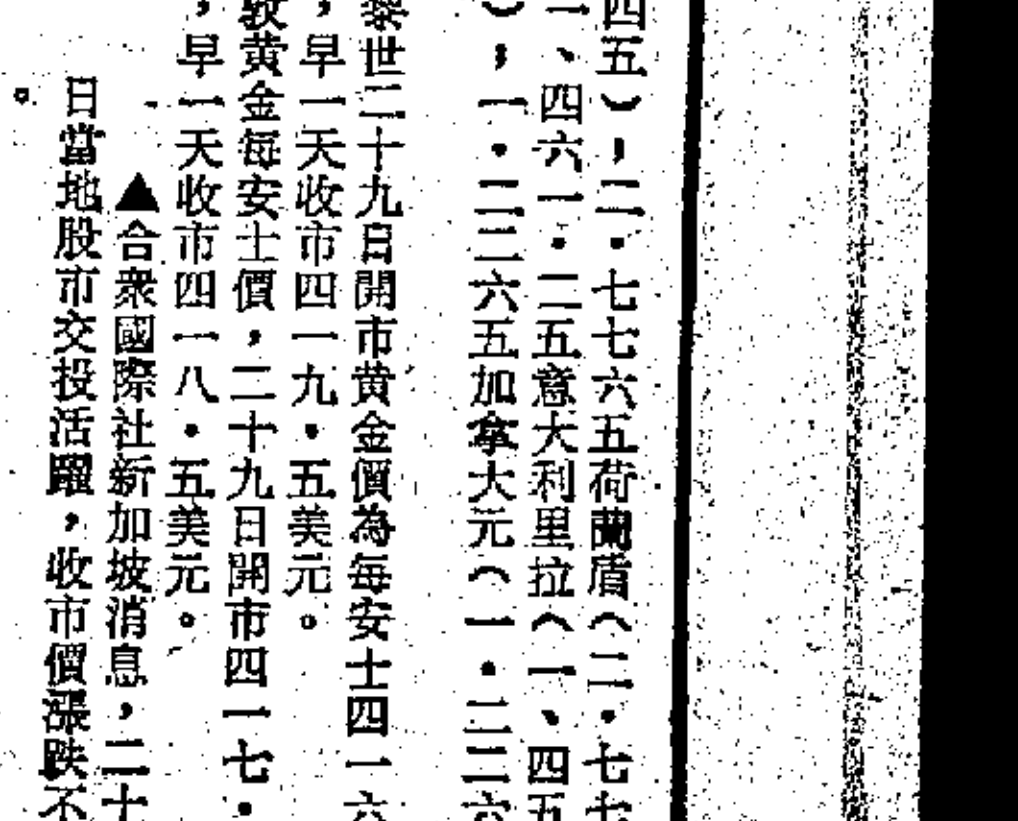 四五),二・七七六五荷蘭盾(二・七七
一、四六一・二五意大利里拉(一、四五
),一・二二六五加拿大元(一・二二六
黎世二十九日開市黄金價為每安士四一六
,早一天收市四一九・五美元。
敦黄金每安士價,二十九日開市四一七・
,早一天收市四一八・五美元。
▲合衆國際社新加坡消息,二十
日當地股市交投活躍,收市價漲跌不
。